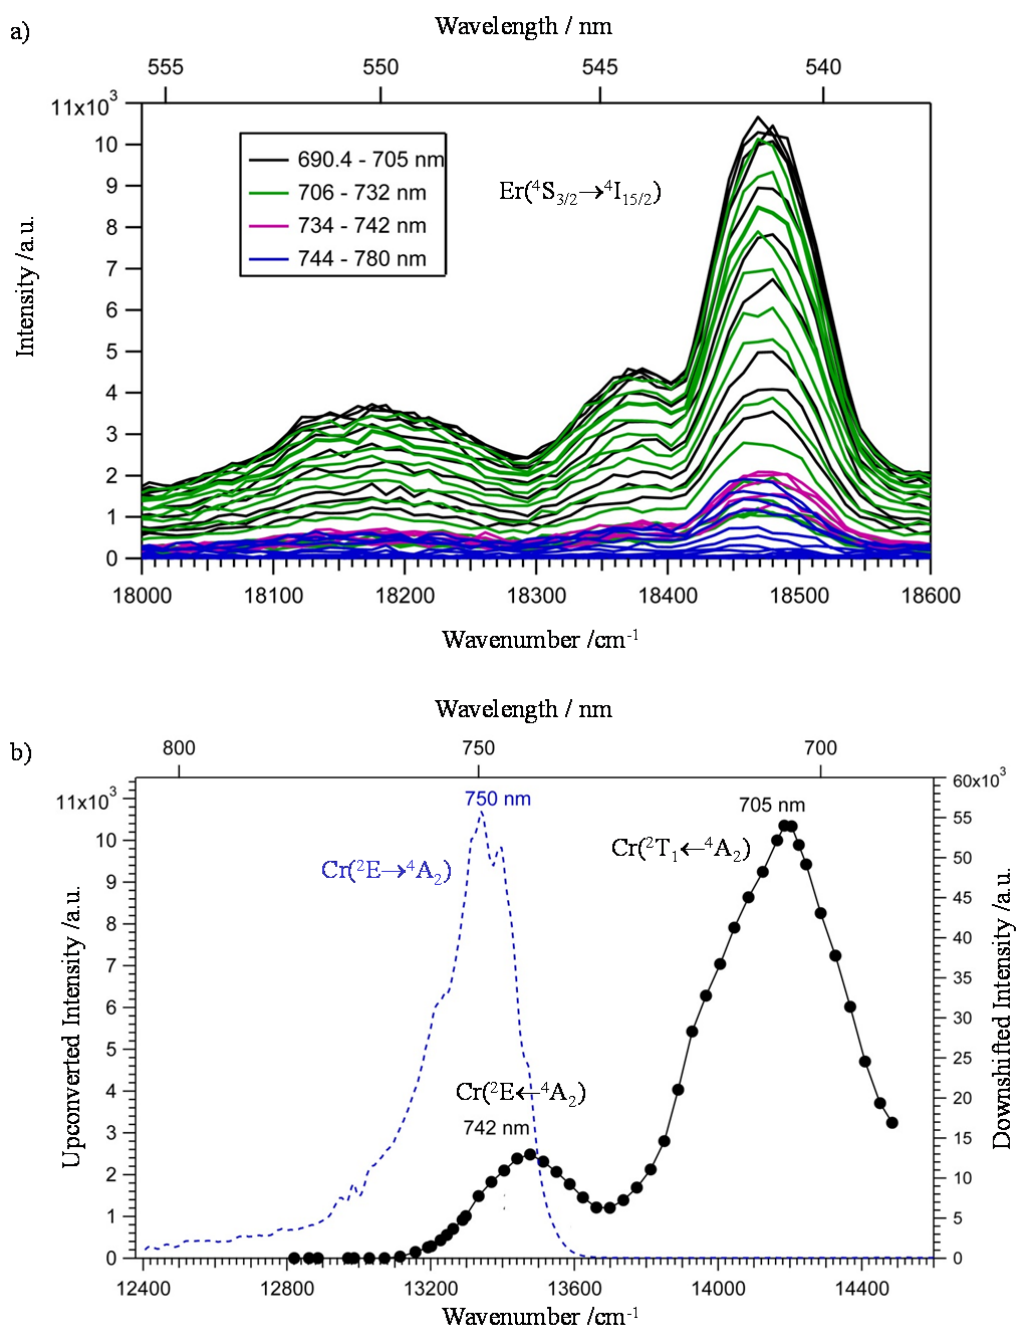 a)
Wavelength / nm
555 550 545 540
11x10³
10
9
8
7
6
5
4
3
2
1
0
Intensity /a.u.
690.4 - 705 nm
706 - 732 nm
734 - 742 nm
744 - 780 nm
Er(⁴S₃/₂→⁴I₁₅/₂)
18000 18100 18200 18300 18400 18500 18600
Wavenumber /cm⁻¹
b)
Wavelength / nm
800 750 700
11x10³
10
9
8
7
6
5
4
3
2
1
0
Upconverted Intensity /a.u.
750 nm
705 nm
Cr(²E→⁴A₂)
Cr(²T₁←⁴A₂)
Cr(²E←⁴A₂)
742 nm
60x10³
55
50
45
40
35
30
25
20
15
10
5
0
Downshifted Intensity /a.u.
12400 12800 13200 13600 14000 14400
Wavenumber /cm⁻¹